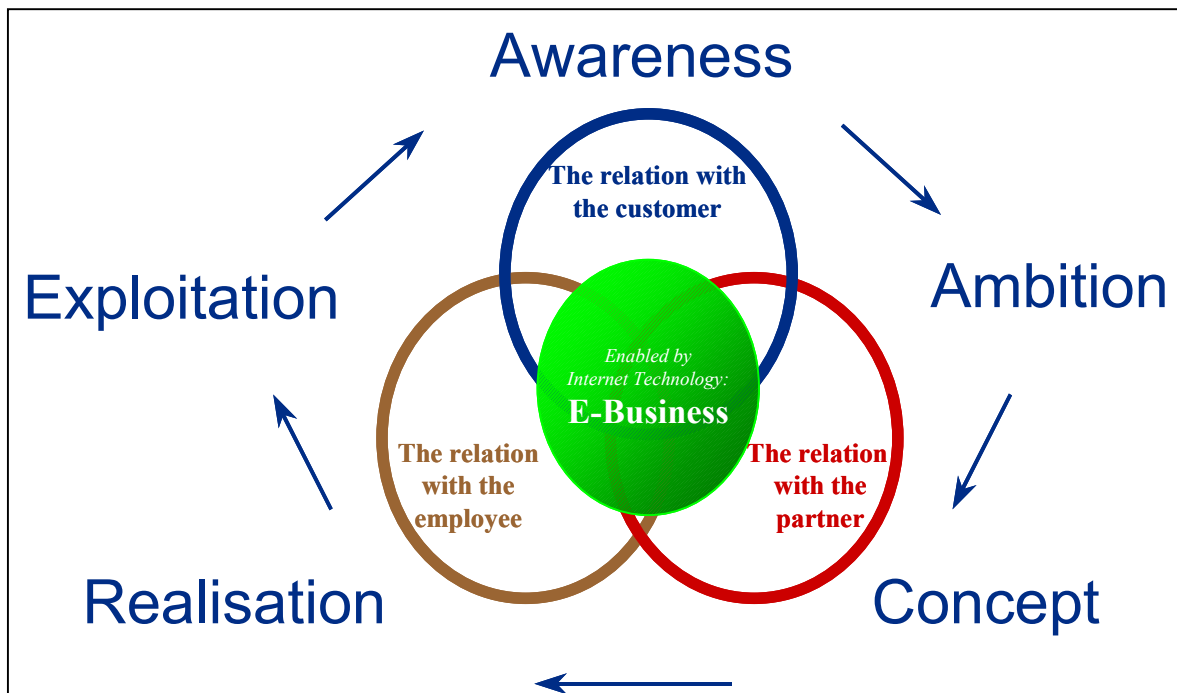 Awareness
The relation with
the customer
Exploitation
Ambition
Enabled by
Internet Technology:
E-Business
The relation
with the
employee
The relation
with the
partner
Realisation
Concept